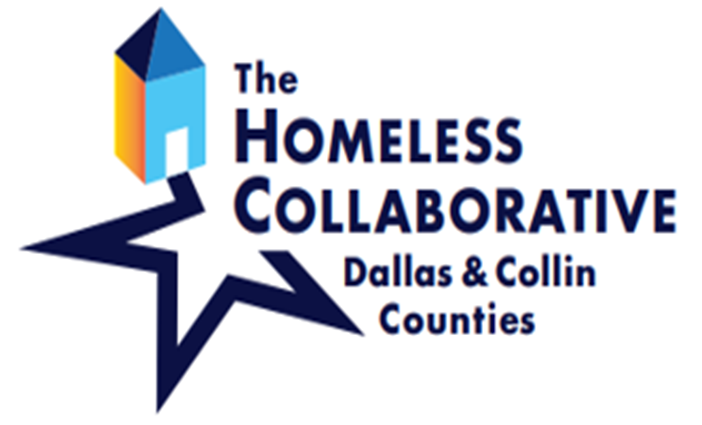 The
HOMELESS
COLLABORATIVE
Dallas & Collin
Counties